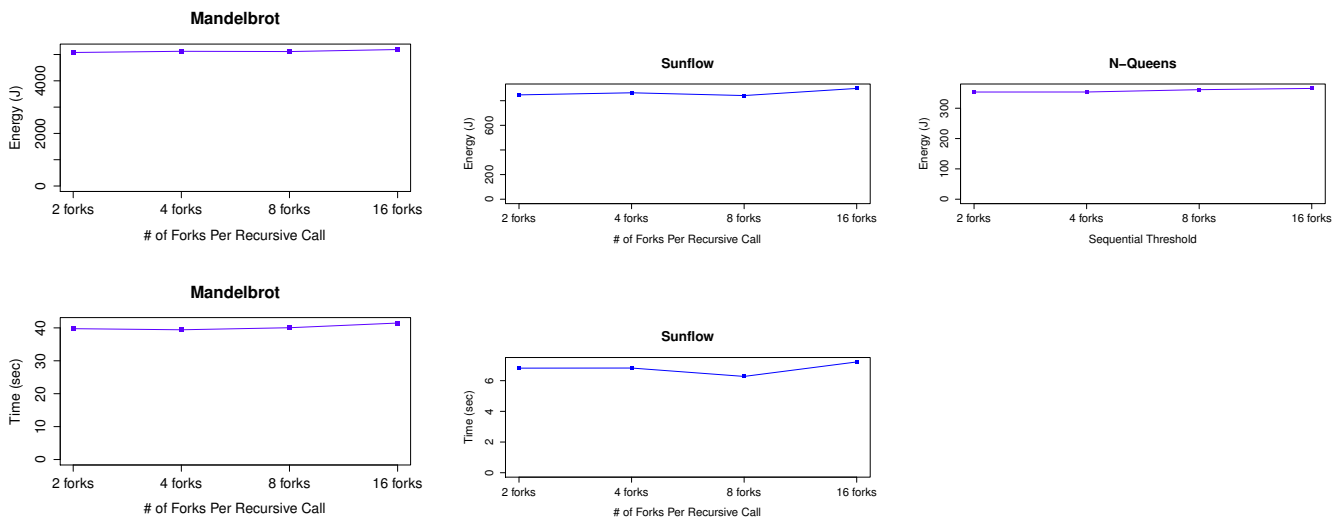 Mandelbrot
Energy (J)
4000
2000
0
2 forks 4 forks 8 forks 16 forks
# of Forks Per Recursive Call
Sunflow
Energy (J)
600
200
0
2 forks 4 forks 8 forks 16 forks
# of Forks Per Recursive Call
N−Queens
Energy (J)
300
200
100
0
2 forks 4 forks 8 forks 16 forks
Sequential Threshold
Mandelbrot
Time (sec)
40
30
20
10
0
2 forks 4 forks 8 forks 16 forks
# of Forks Per Recursive Call
Sunflow
Time (sec)
6
4
2
0
2 forks 4 forks 8 forks 16 forks
# of Forks Per Recursive Call